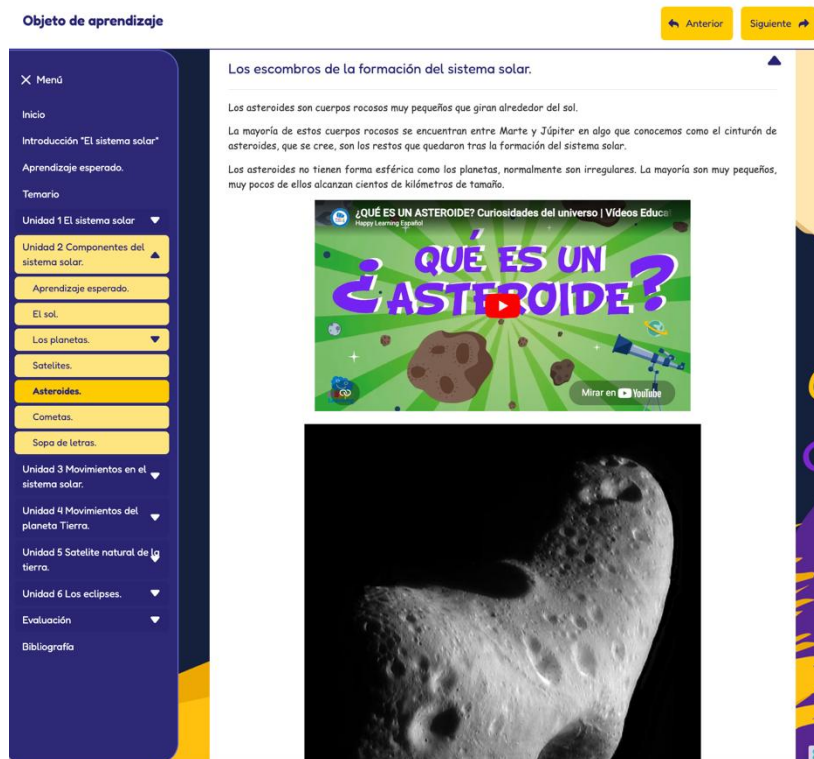 Objeto de aprendizaje
Anterior
Siguiente
Menú
Inicio
Introducción "El sistema solar"
Aprendizaje esperado.
Temario
Unidad 1 El sistema solar
Unidad 2 Componentes del
sistema solar.
Aprendizaje esperado.
El sol.
Los planetas.
Satelites.
Asteroides.
Cometas.
Sopa de letras.
Unidad 3 Movimientos en el
sistema solar.
Unidad 4 Movimientos del
planeta Tierra.
Unidad 5 Satelite natural de la
tierra.
Unidad 6 Los eclipses.
Evaluación
Bibliografía
Los escombros de la formación del sistema solar.
Los asteroides son cuerpos rocosos muy pequeños que giran alrededor del sol.
La mayoría de estos cuerpos rocosos se encuentran entre Marte y Júpiter en algo que conocemos como el cinturón de
asteroides, que se cree, son los restos que quedaron tras la formación del sistema solar.
Los asteroides no tienen forma esférica como los planetas, normalmente son irregulares. La mayoría son muy pequeños,
muy pocos de ellos alcanzan cientos de kilómetros de tamaño.
¿QUÉ ES UN ASTEROIDE? Curiosidades del universo | Vídeos Educa
Happy Learning Español
¿QUÉ ES UN
ASTEROIDE?
Mirar en YouTube